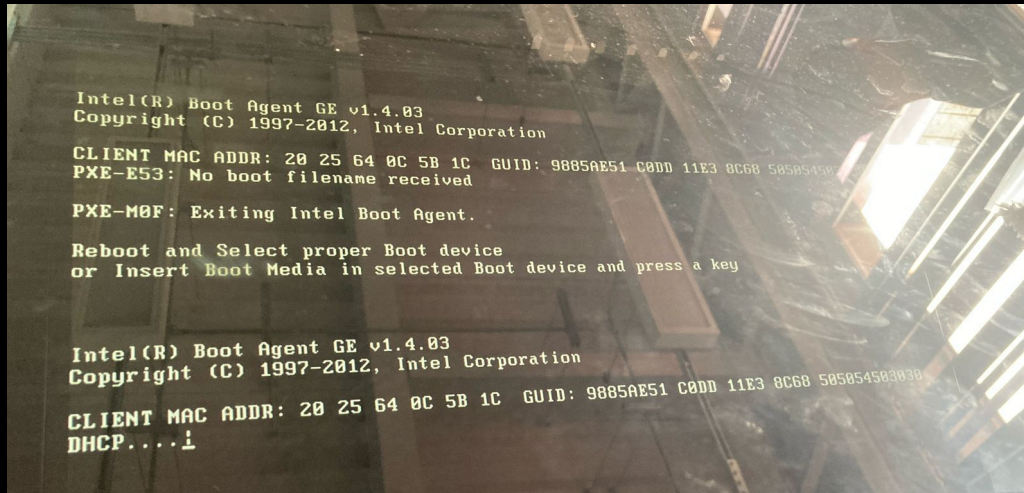 Intel(R) Boot Agent GE v1.4.03
Copyright (C) 1997-2012, Intel Corporation
CLIENT MAC ADDR: 20 25 64 0C 5B 1C  GUID: 9885AE51 C0DD 11E3 8C68
PXE-E53: No boot filename received
PXE-M0F: Exiting Intel Boot Agent.
Reboot and Select proper Boot device
or Insert Boot Media in selected Boot device and press a key
Intel(R) Boot Agent GE v1.4.03
Copyright (C) 1997-2012, Intel Corporation
CLIENT MAC ADDR: 20 25 64 0C 5B 1C  GUID: 9885AE51 C0DD 11E3 8C68 505054503030
DHCP....